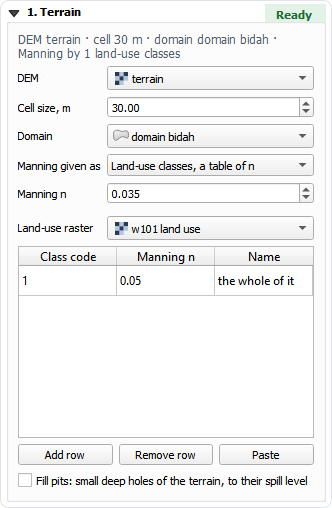 1. Terrain
Ready
DEM terrain · cell 30 m · domain domain bidah ·
Manning by 1 land-use classes
DEM
terrain
Cell size, m
30.00
Domain
domain bidah
Manning given as
Land-use classes, a table of n
Manning n
0.035
Land-use raster
w101 land use
Class code
Manning n
Name
1
0.05
the whole of it
Add row
Remove row
Paste
Fill pits: small deep holes of the terrain, to their spill level